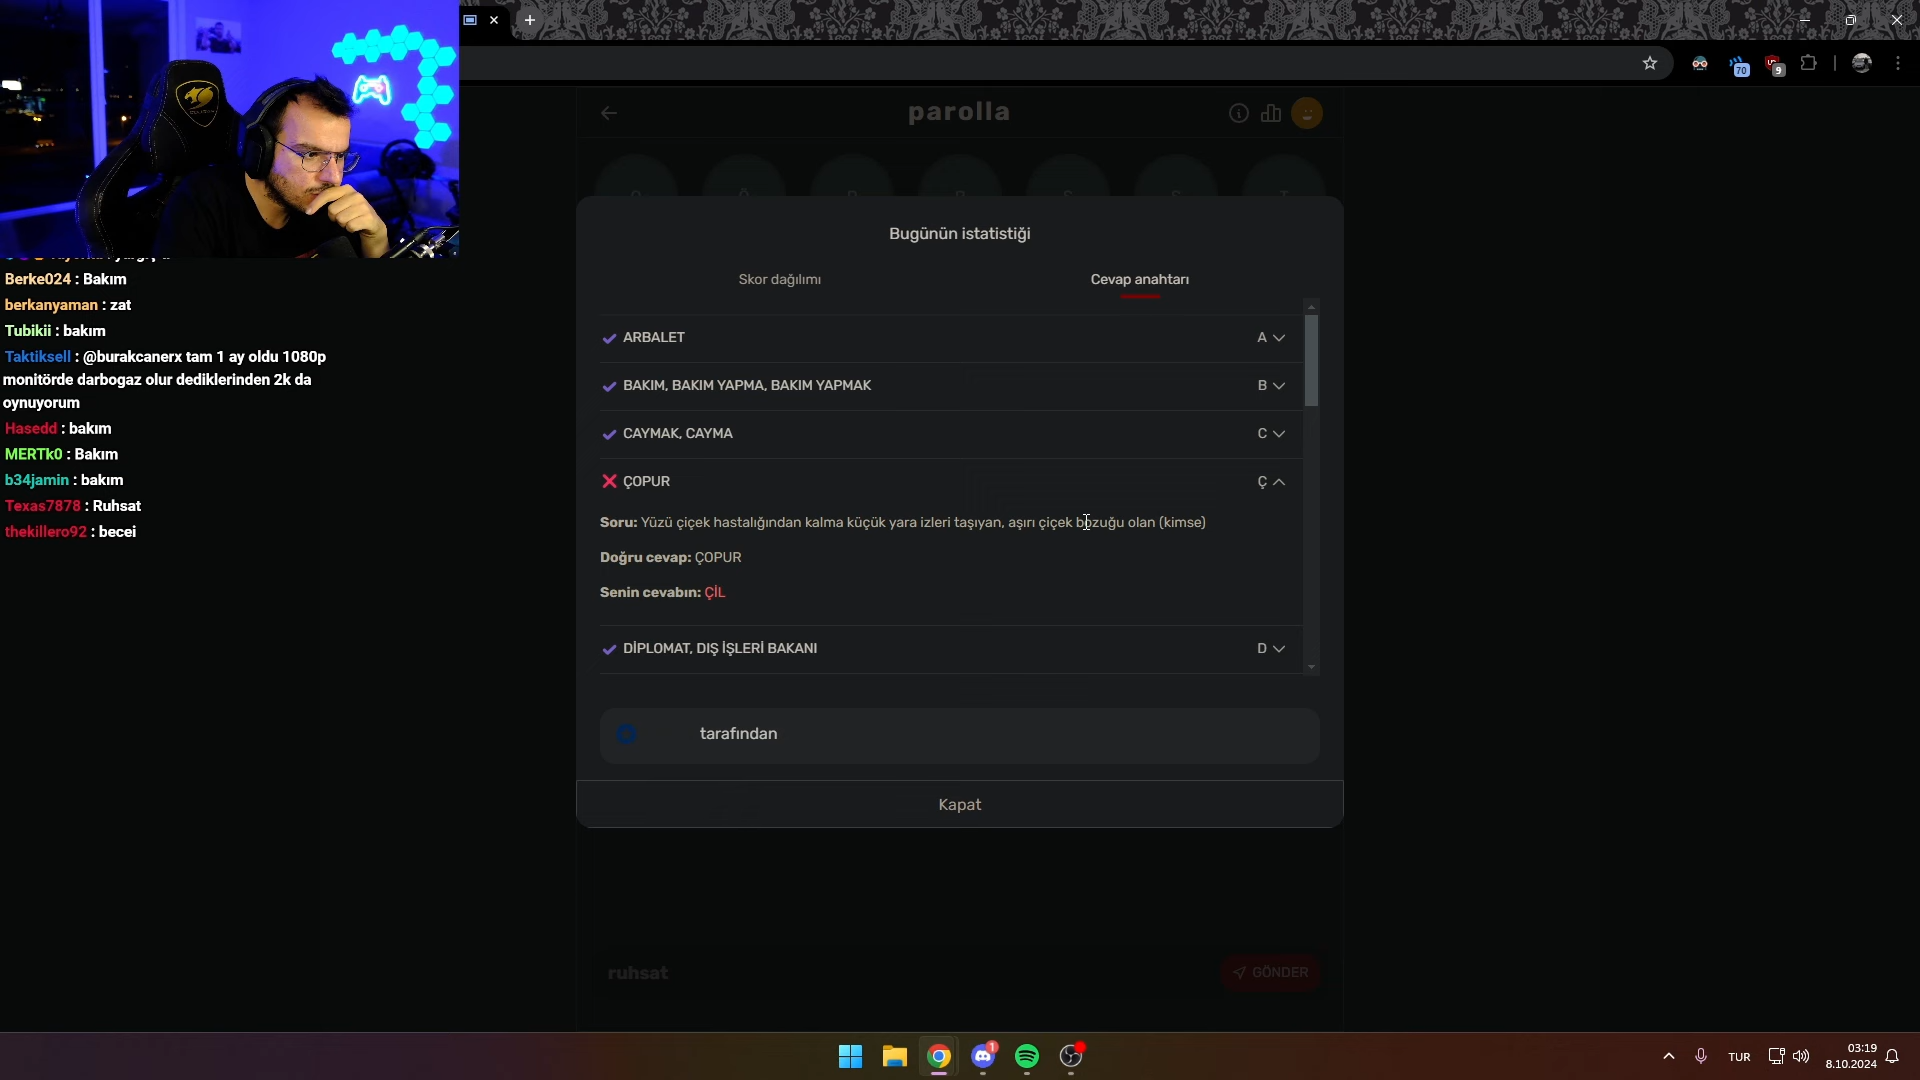 70
9
parolla
Bugünün istatistiği
Skor dağılımı
Cevap anahtarı
ARBALET
A
BAKIM, BAKIM YAPMA, BAKIM YAPMAK
B
CAYMAK, CAYMA
C
ÇOPUR
Ç
Soru: Yüzü çiçek hastalığından kalma küçük yara izleri taşıyan, aşırı çiçek bozuğu olan (kimse)
Doğru cevap: ÇOPUR
Senin cevabın: ÇİL
DİPLOMAT, DIŞ İŞLERİ BAKANI
D
tarafından
Kapat
ruhsat
GÖNDER
Berke024 : Bakım
berkanyaman : zat
Tubikii : bakım
Taktiksell : @burakcanerx tam 1 ay oldu 1080p
monitörde darbogaz olur dediklerinden 2k da
oynuyorum
Hasedd : bakım
MERTk0 : Bakım
b34jamin : bakım
Texas7878 : Ruhsat
thekillero92 : becei
1
TUR
03:19
8.10.2024